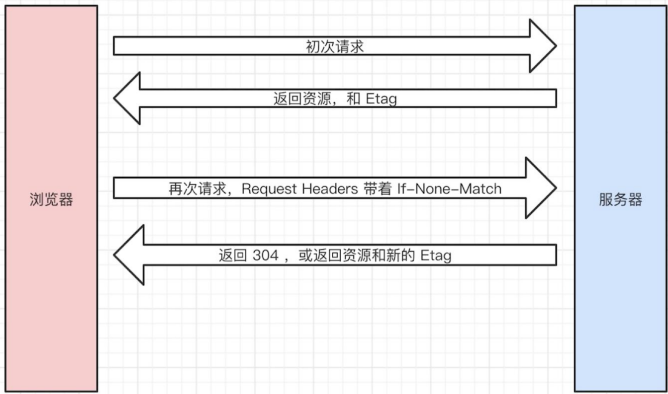 初次请求
返回资源，和 Etag
浏览器
再次请求，Request Headers 带着 If-None-Match
服务器
返回 304 ，或返回资源和新的 Etag